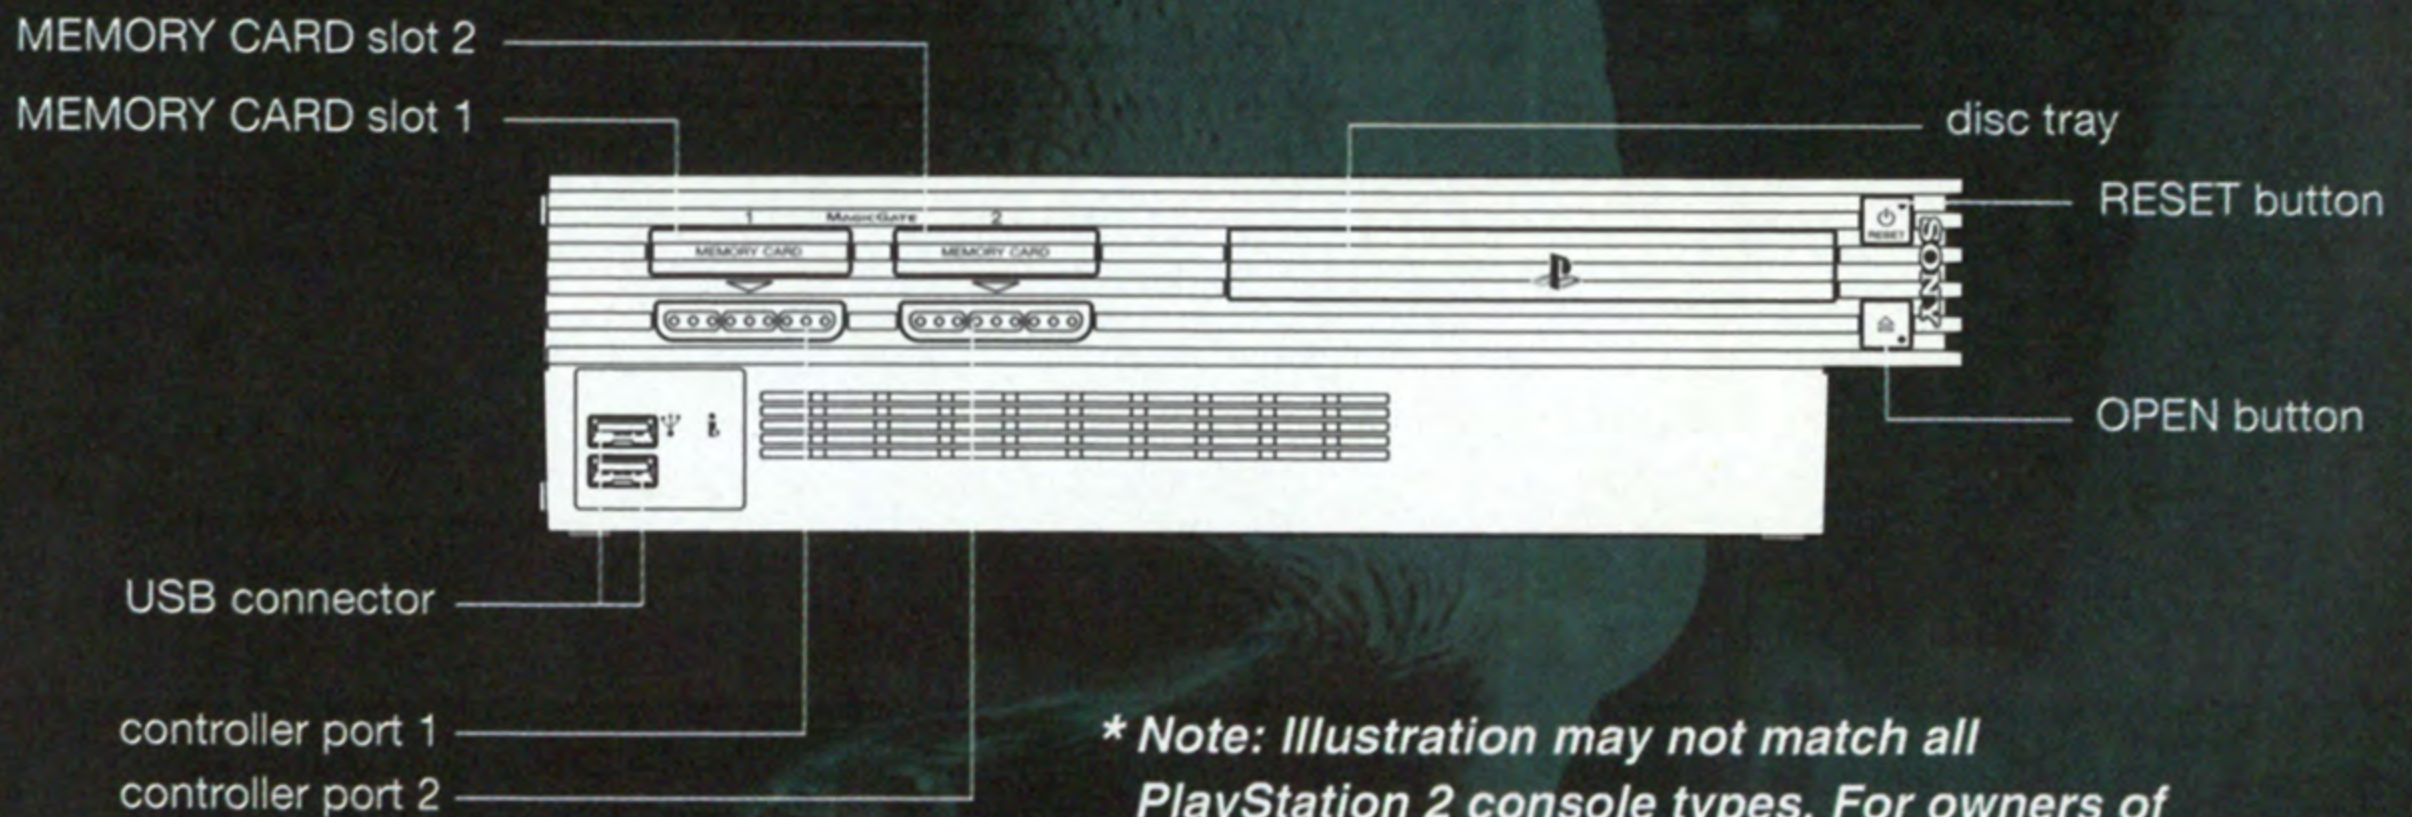 MEMORY CARD slot 2
MEMORY CARD slot 1
disc tray
RESET button
1 MAGICGATE 2
MEMORY CARD MEMORY CARD
RESET
SONY
OPEN button
USB connector
controller port 1
controller port 2
* Note: Illustration may not match all
PlayStation 2 console types. For owners of